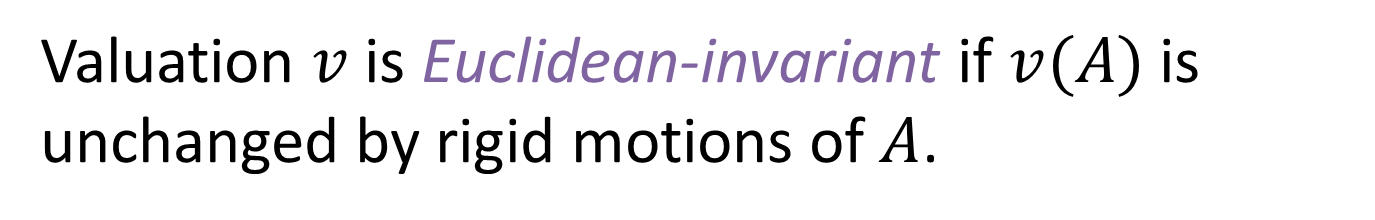 Valuation 𝑣 is Euclidean-invariant if 𝑣(𝐴) is
unchanged by rigid motions of 𝐴.